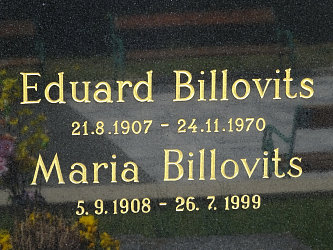 Eduard Billovits
21.8.1907 – 24.11.1970
Maria Billovits
5.9.1908 – 26.7.1999